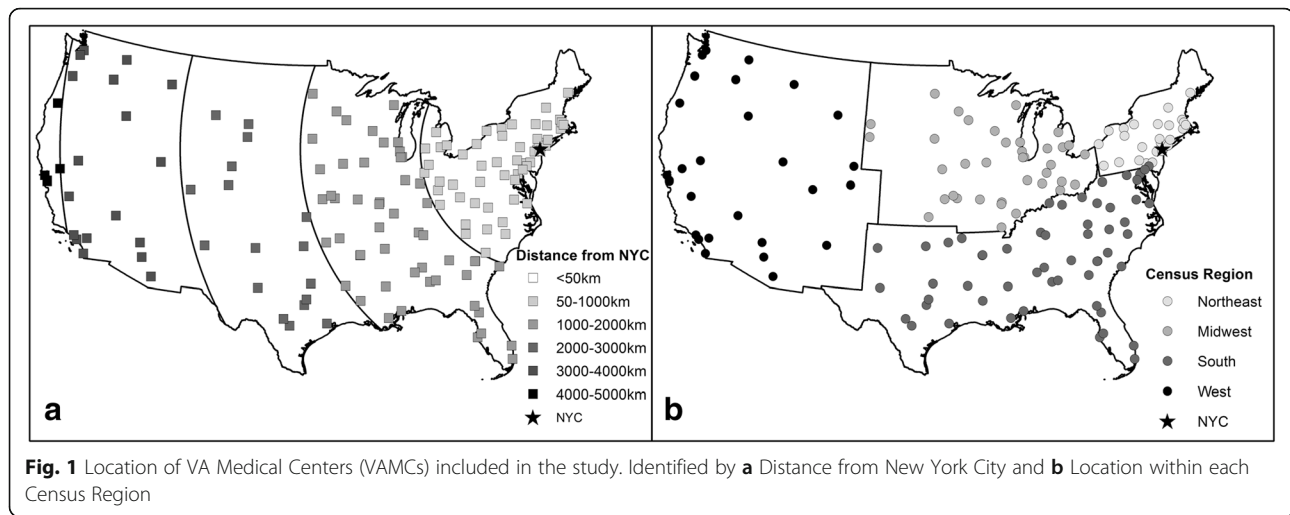 Distance from NYC
<50km
50-1000km
1000-2000km
2000-3000km
3000-4000km
4000-5000km
NYC
a
Census Region
Northeast
Midwest
South
West
NYC
b
Fig. 1 Location of VA Medical Centers (VAMCs) included in the study. Identified by a Distance from New York City and b Location within each
Census Region